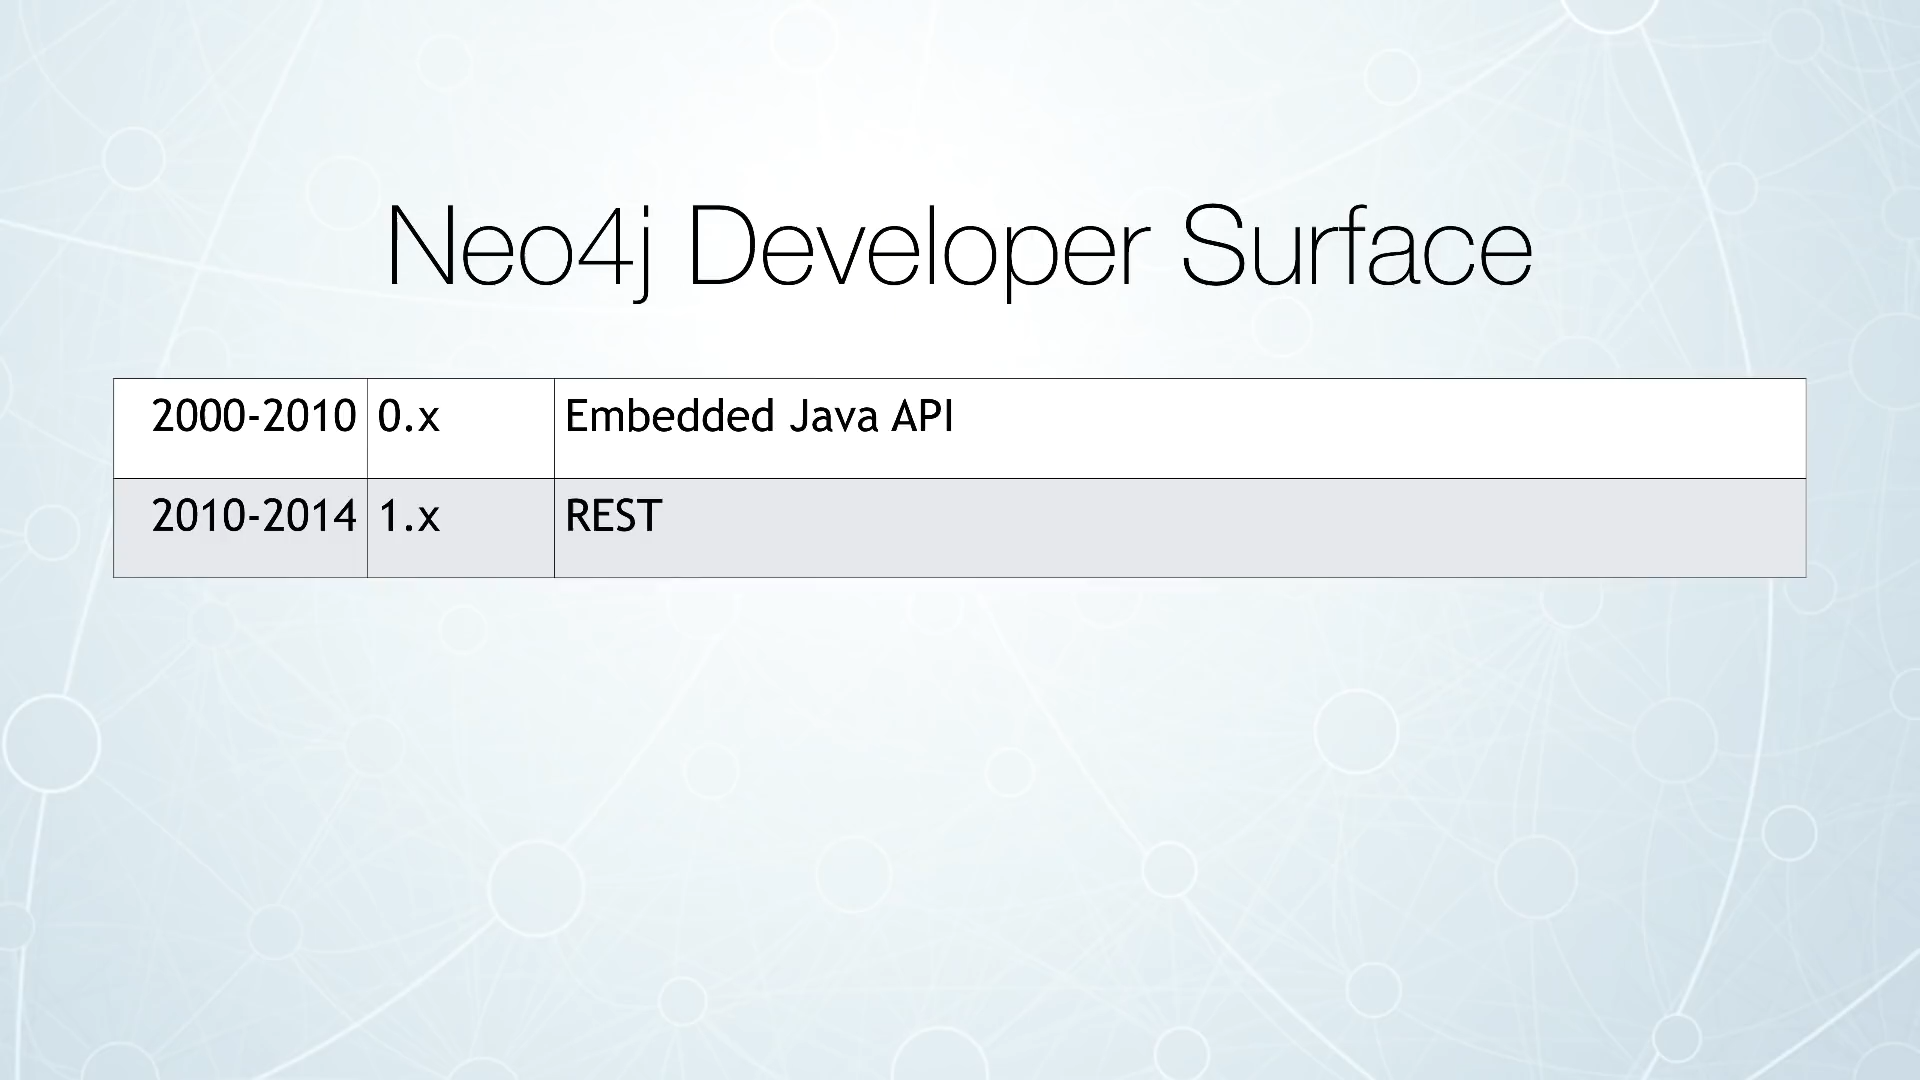 Neo4j Developer Surface
2000-2010 0.x Embedded Java API
2010-2014 1.x REST